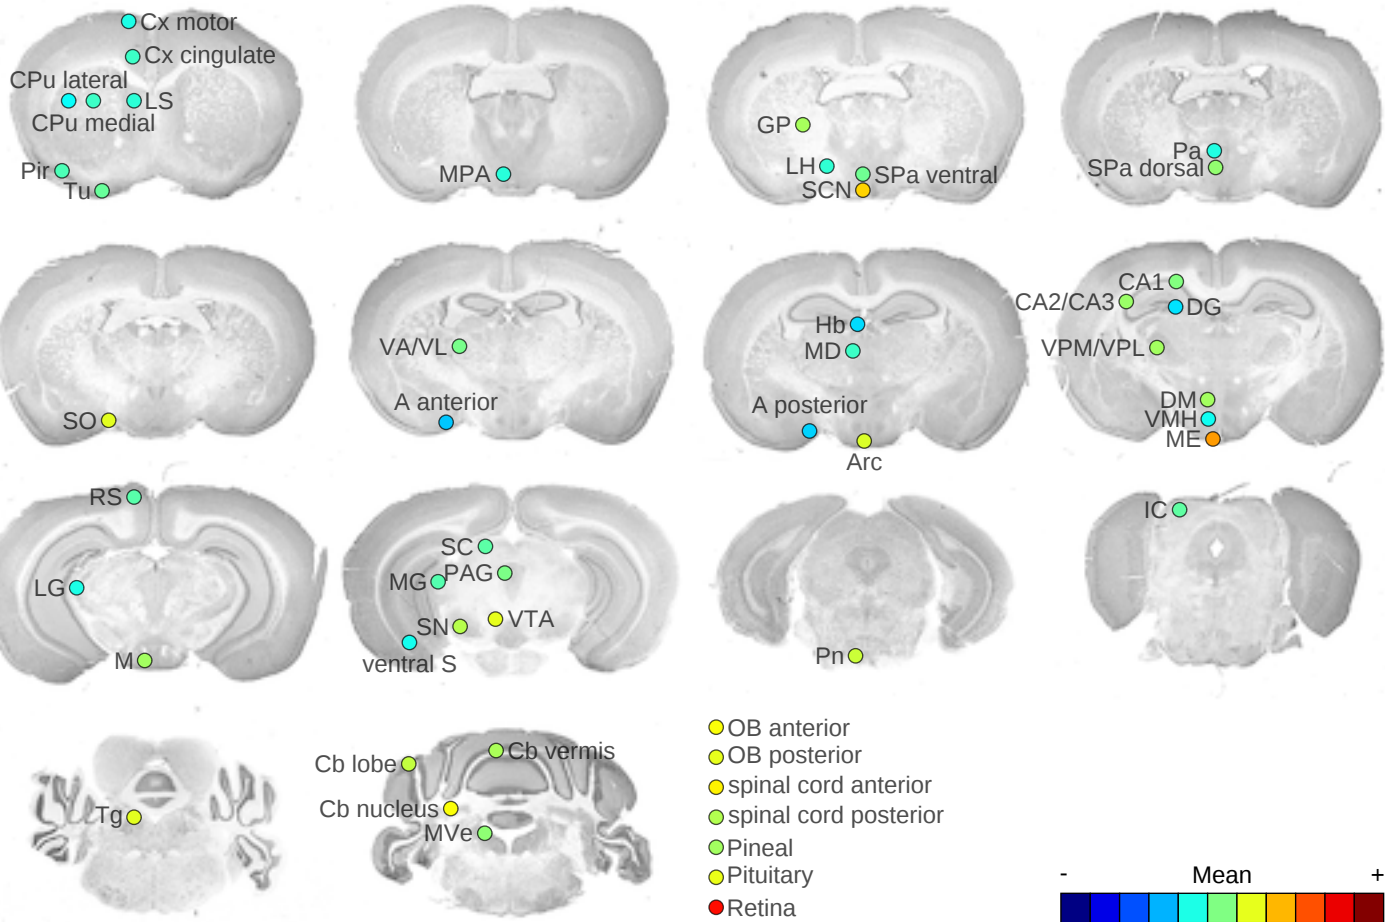 Cx motor
Cx cingulate
CPu lateral
LS
CPu medial
Pir
Tu
MPA
GP
LH
SPa ventral
SCN
Pa
SPa dorsal
SO
VA/VL
A anterior
Hb
MD
A posterior
Arc
CA1
CA2/CA3
DG
VPM/VPL
DM
VMH
ME
RS
LG
M
SC
MG
PAG
SN
VTA
ventral S
Pn
IC
Tg
Cb lobe
Cb vermis
Cb nucleus
MVe
OB anterior
OB posterior
spinal cord anterior
spinal cord posterior
Pineal
Pituitary
Retina
- Mean +